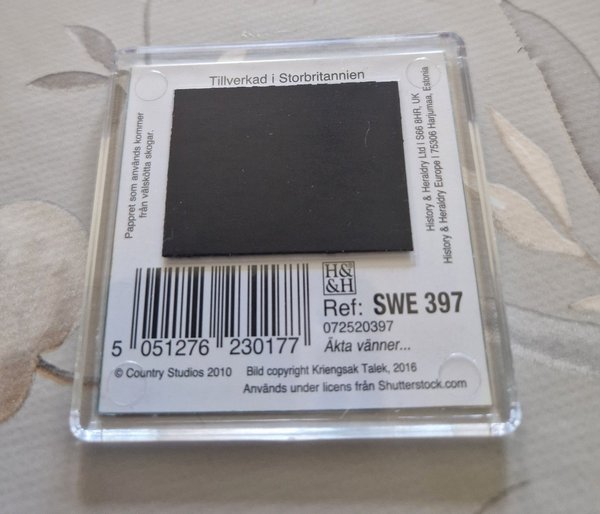 Tillverkad i Storbritannien
Pappret som används kommer
från välskötta skogar.
History & Heraldry Ltd | S66 8HR, UK
History & Heraldry Europe | 75306 Harjumaa, Estonia
H&
&H
Ref: SWE 397
072520397
Äkta vänner...
5 051276 230177
© Country Studios 2010 Bild copyright Kriengsak Talek, 2016
Används under licens från Shutterstock.com